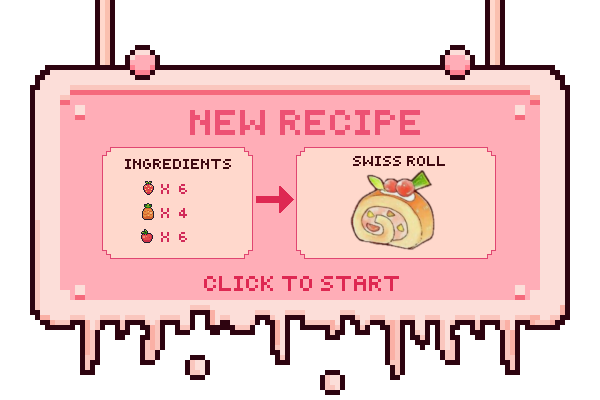 NEW RECIPE
INGREDIENTS
X 6
X 4
X 6
SWISS ROLL
CLICK TO START